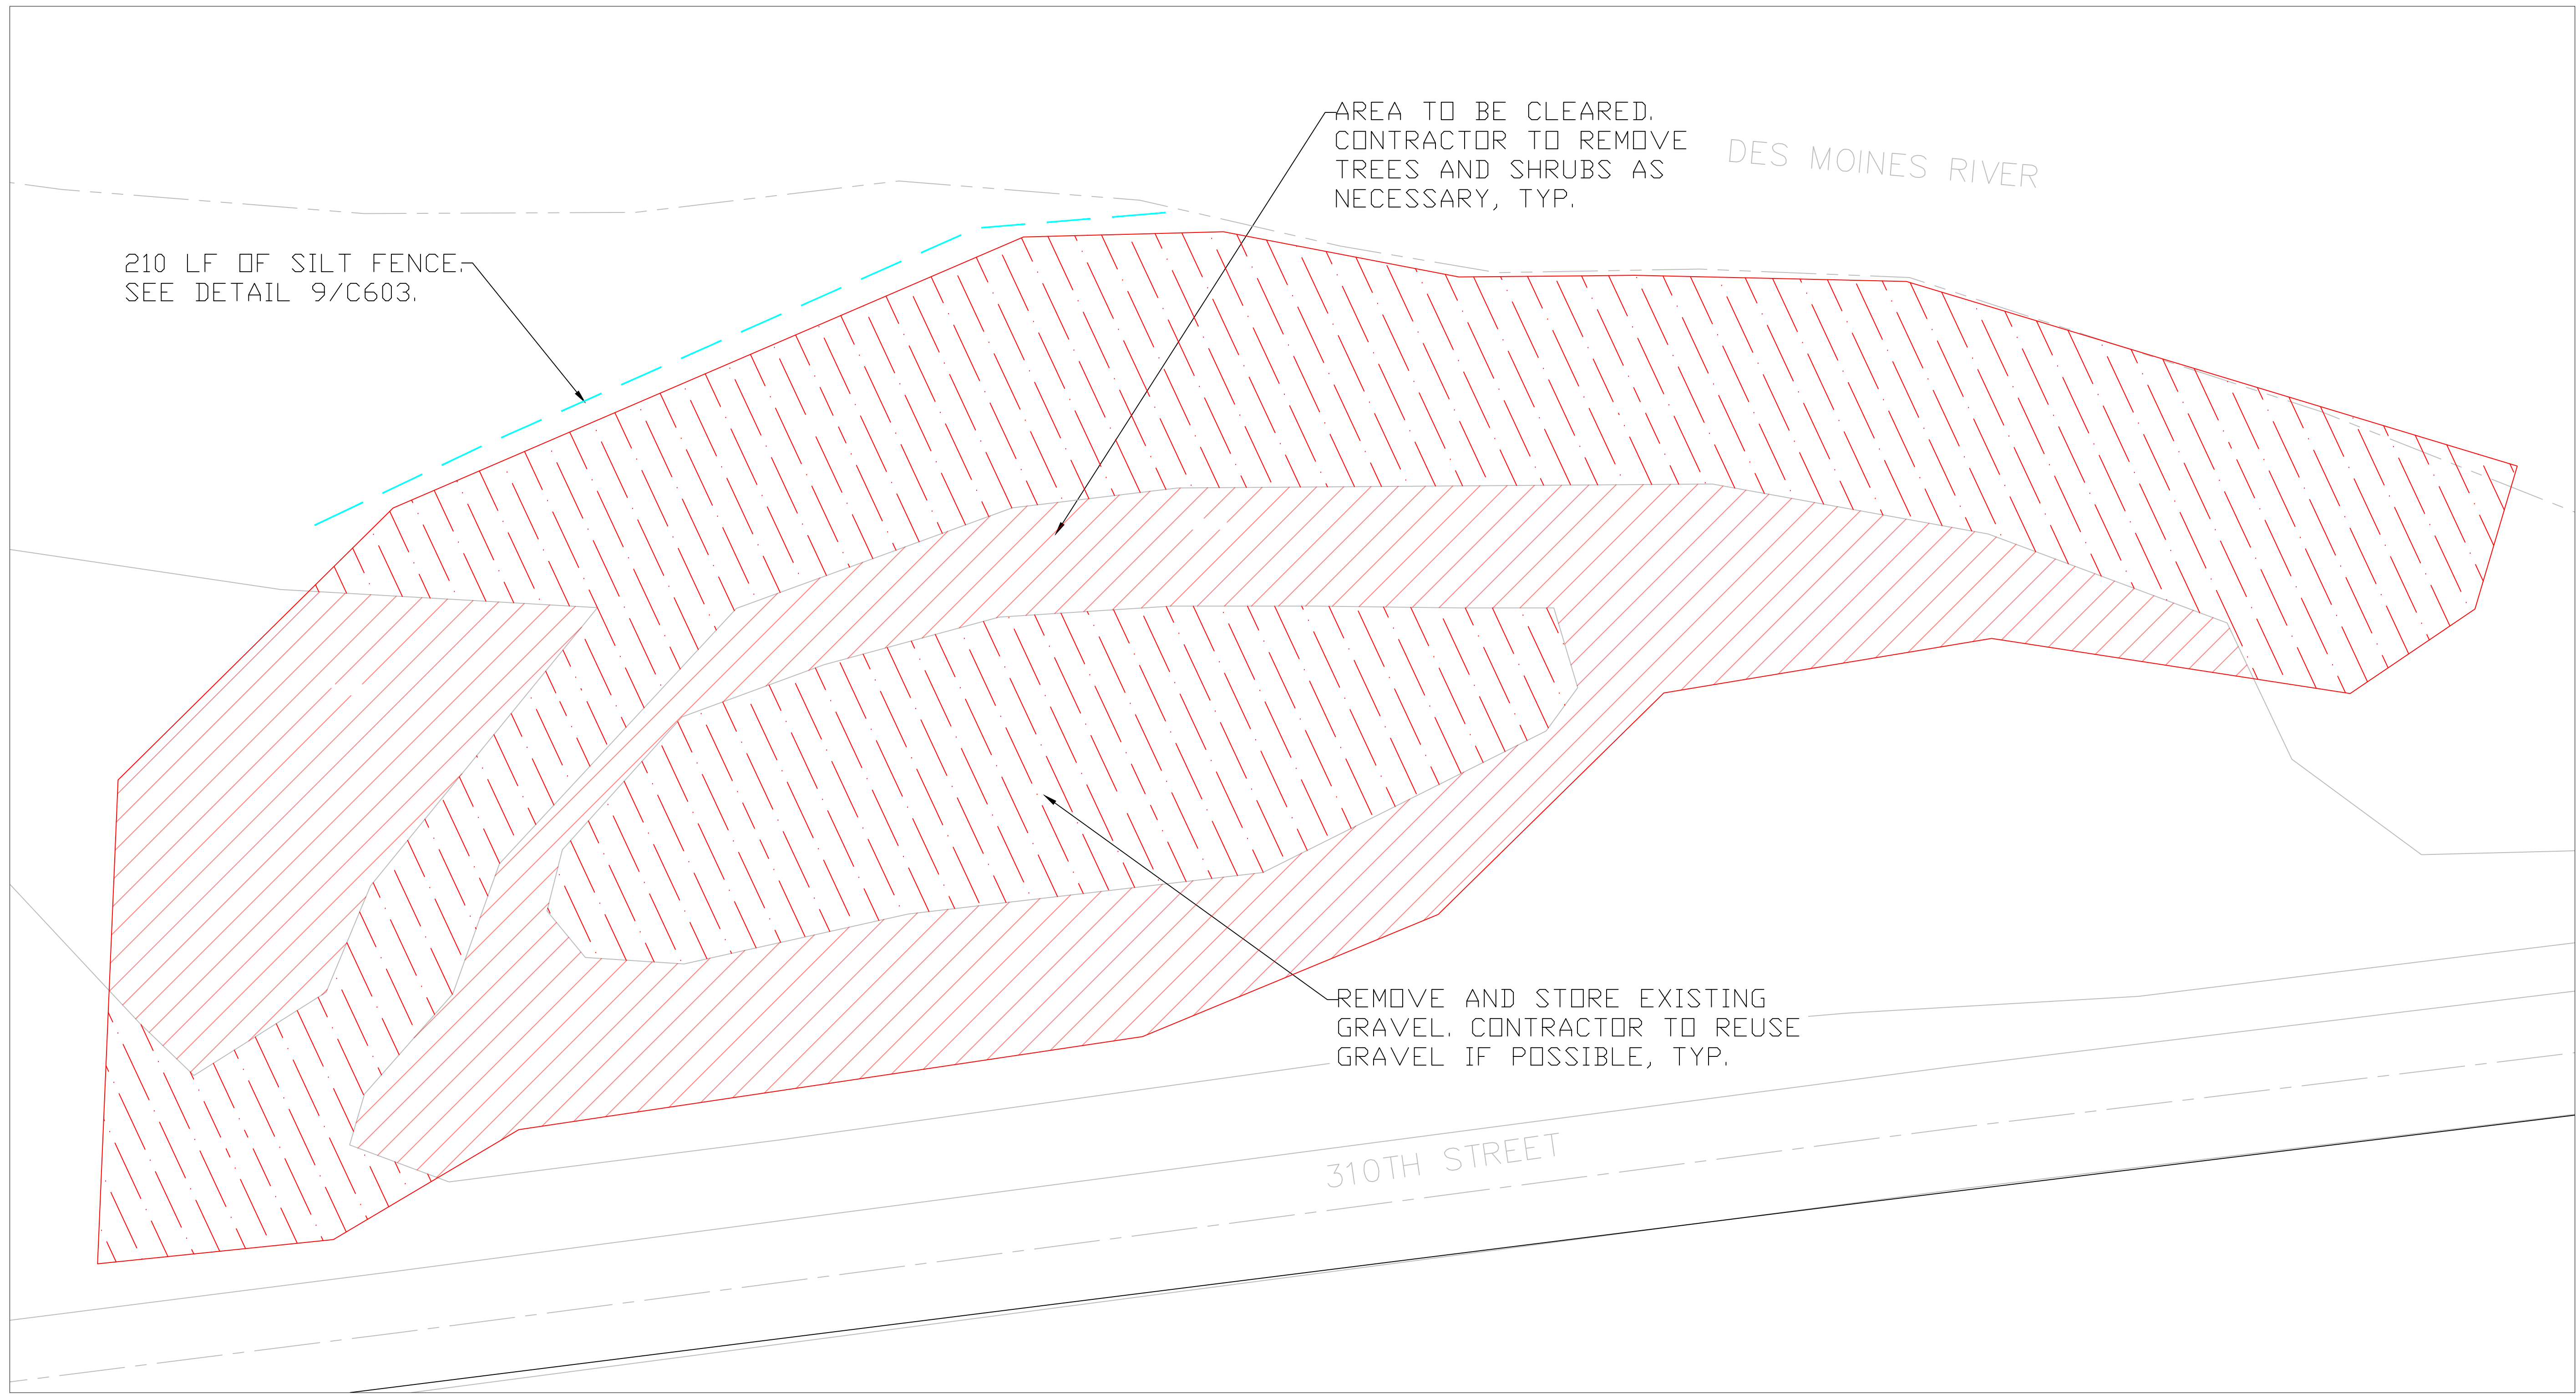 AREA TO BE CLEARED.
CONTRACTOR TO REMOVE
TREES AND SHRUBS AS
NECESSARY, TYP.
DES MOINES RIVER
210 LF OF SILT FENCE.
SEE DETAIL 9/C603.
REMOVE AND STORE EXISTING
GRAVEL. CONTRACTOR TO REUSE
GRAVEL IF POSSIBLE, TYP.
310TH STREET